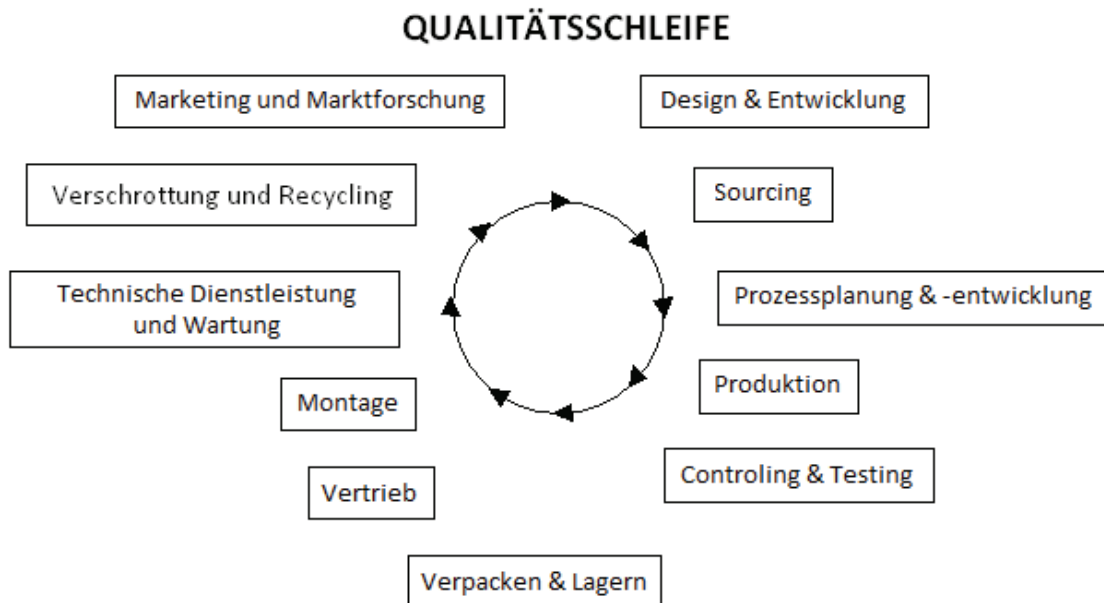 QUALITÄTSSCHLEIFE
Marketing und Marktforschung
Design & Entwicklung
Verschrottung und Recycling
Sourcing
Technische Dienstleistung
und Wartung
Prozessplanung & -entwicklung
Montage
Produktion
Vertrieb
Controling & Testing
Verpacken & Lagern